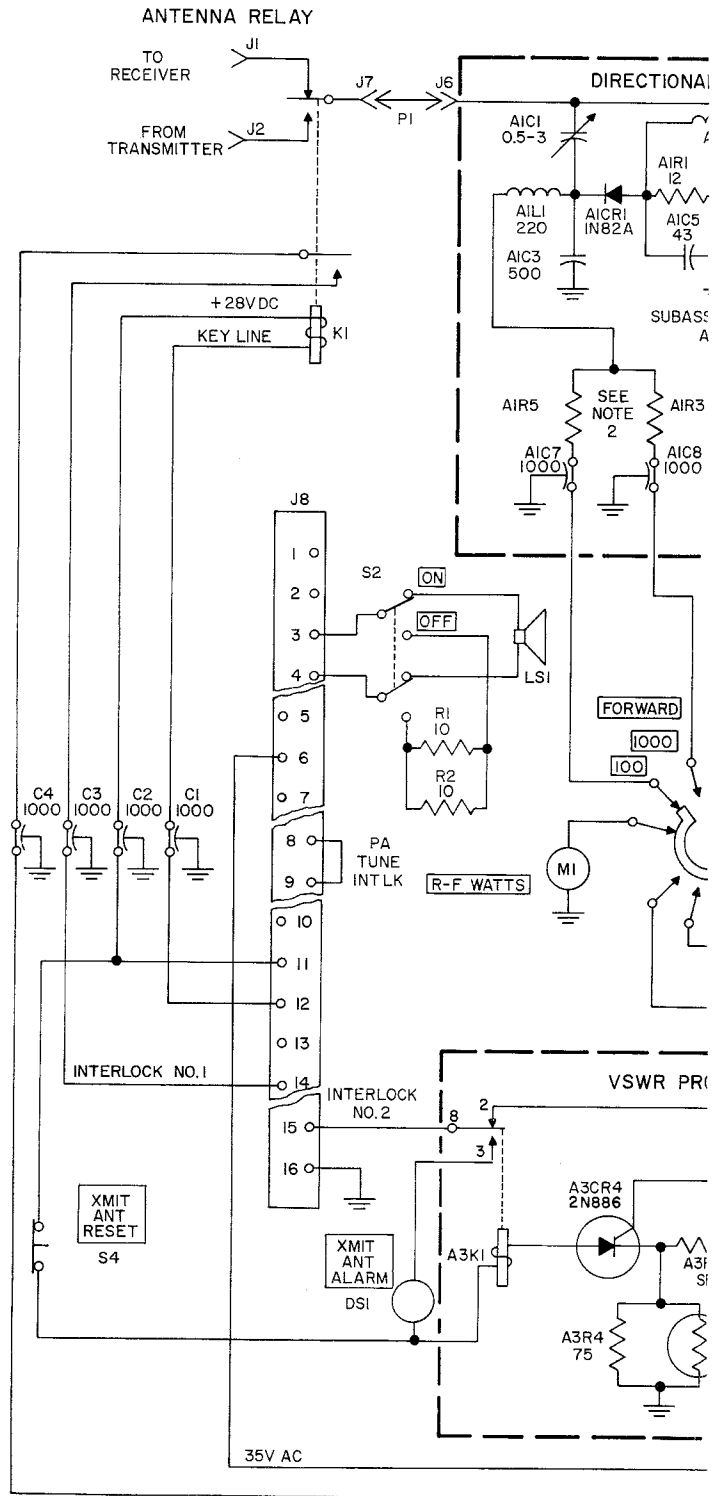 ANTENNA RELAY
J1
TO
RECEIVER
J7
J6
P1
FROM
TRANSMITTER
J2
DIRECTIONAL
A1C1
0.5-3
A1R1
12
A1L1
220
A1CR1
1N82A
A1C5
43
A1C3
500
+28VDC
KEY LINE
K1
SUBASS
A
A1R5
SEE
NOTE
2
A1R3
A1C7
1000
A1C8
1000
J8
1
2
3
4
5
6
7
8
9
10
11
12
13
14
15
16
S2
ON
OFF
LS1
R1
10
R2
10
FORWARD
1000
100
C4
1000
C3
1000
C2
1000
C1
1000
PA
TUNE
INTLK
M1
R-F WATTS
INTERLOCK NO.1
INTERLOCK
NO.2
VSWR PRO
8
2
3
XMIT
ANT
RESET
S4
XMIT
ANT
ALARM
DS1
A3K1
A3CR4
2N886
A3R4
75
35V AC